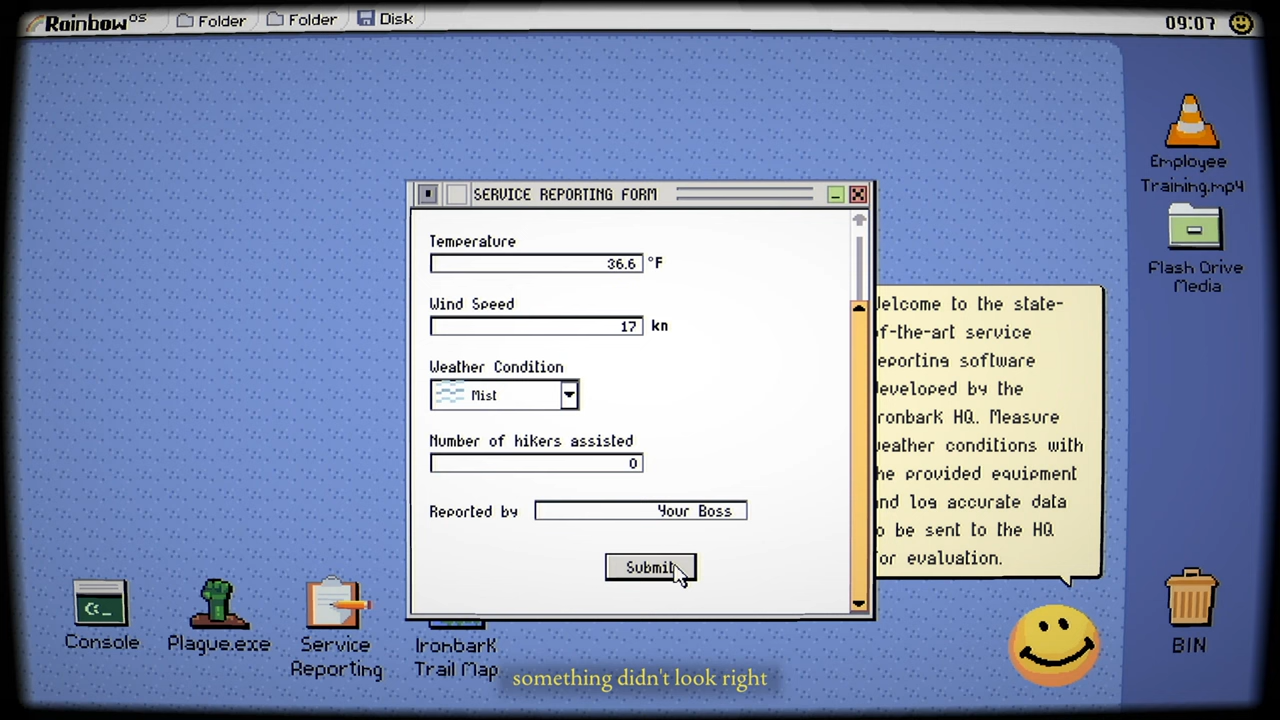 Rainbow OS
Folder
Folder
Disk
09:07
Employee
Training.mp4
Flash Drive
Media
SERVICE REPORTING FORM
Temperature
36.6 °F
Wind Speed
17 kn
Weather Condition
Mist
Number of hikers assisted
0
Reported by Your Boss
Submit
elcome to the state-
f-the-art service
eporting software
eveloped by the
ronbark HQ. Measure
eather conditions with
he provided equipment
nd log accurate data
o be sent to the HQ
or evaluation.
Console
Plague.exe
Service
Reporting
Ironbark
Trail Map
BIN
something didn't look right